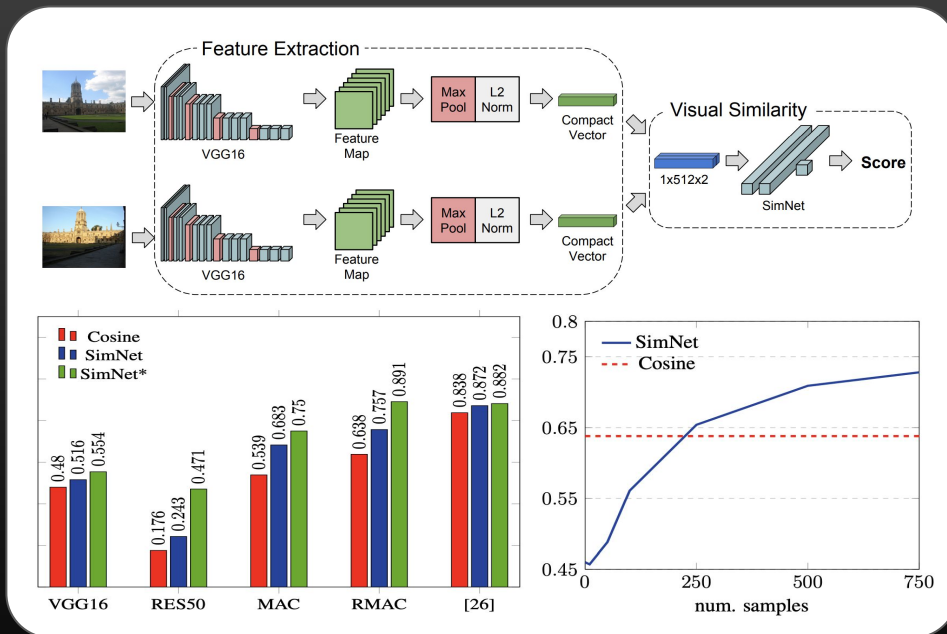 Feature Extraction
VGG16
Feature
Map
Max
Pool
L2
Norm
Compact
Vector
VGG16
Feature
Map
Max
Pool
L2
Norm
Compact
Vector
Visual Similarity
1x512x2
SimNet
Score
Cosine
SimNet
SimNet*
0.48
0.516
0.554
0.176
0.243
0.471
0.539
0.683
0.75
0.638
0.757
0.891
0.838
0.872
0.882
VGG16 RES50 MAC RMAC [26]
SimNet
Cosine
0.8
0.75
0.65
0.55
0.45
0 250 500 750
num. samples